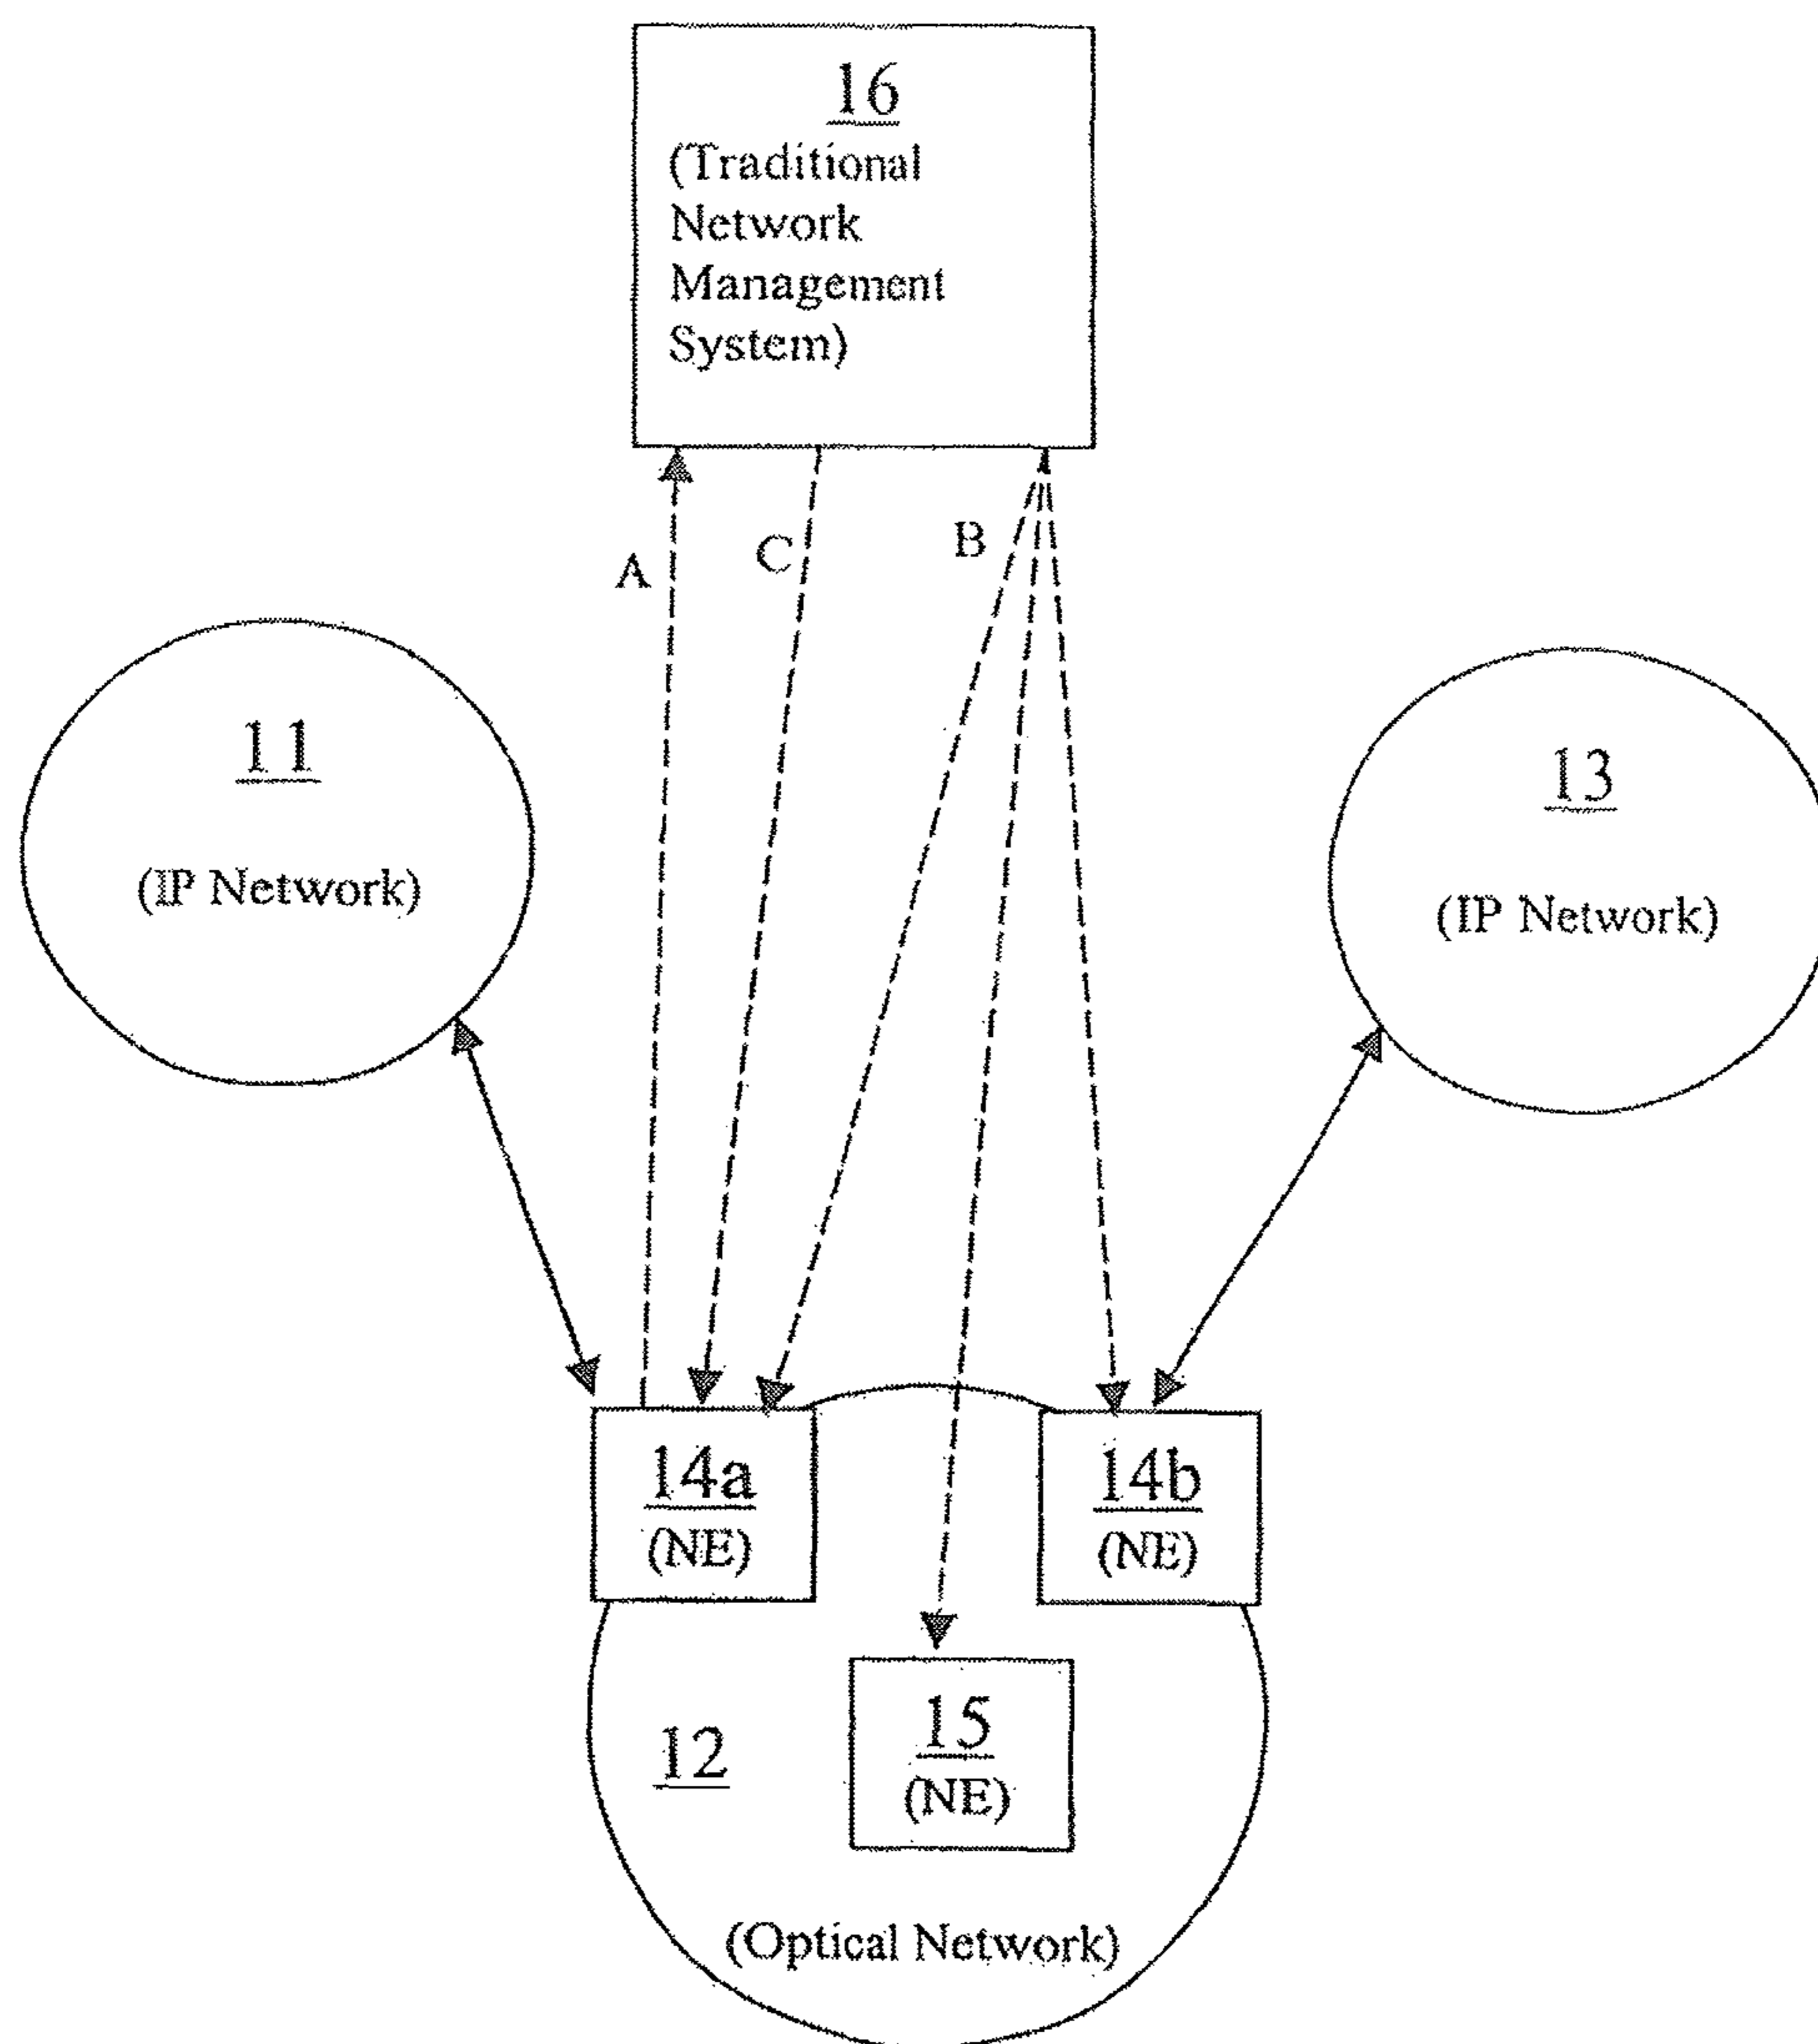 16
(Traditional
Network
Management
System)
A
C
B
11
(IP Network)
13
(IP Network)
14a
(NE)
14b
(NE)
15
(NE)
12
(Optical Network)